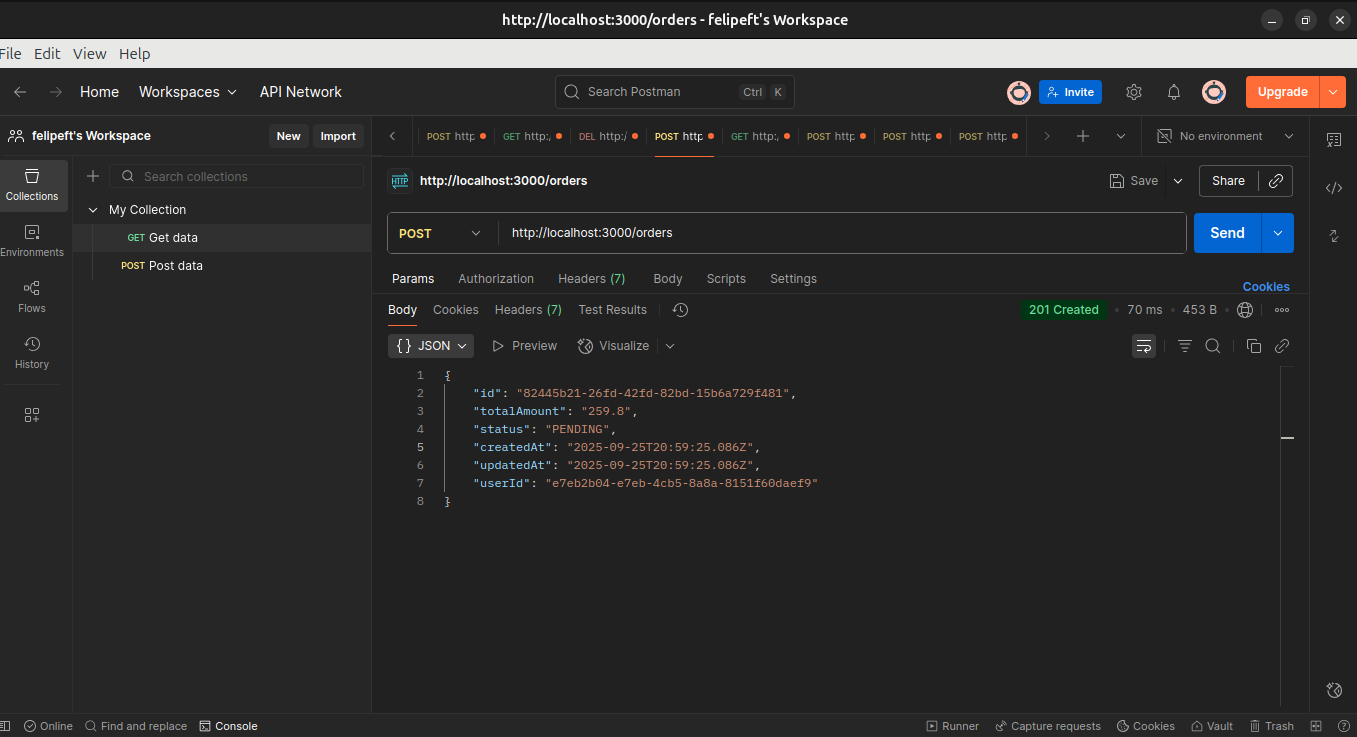 http://localhost:3000/orders - felipeft's Workspace
File Edit View Help
Home Workspaces API Network Search Postman Ctrl K Invite Upgrade
felipeft's Workspace New Import
POST http GET http:/ DEL http:/ POST http GET http:/ POST http POST http POST http No environment
Collections
Environments
Flows
History
Search collections
My Collection
GET Get data
POST Post data
HTTP http://localhost:3000/orders Save Share
POST http://localhost:3000/orders Send
Params Authorization Headers (7) Body Scripts Settings Cookies
Body Cookies Headers (7) Test Results 201 Created • 70 ms • 453 B
{} JSON Preview Visualize
1 {
2 "id": "82445b21-26fd-42fd-82bd-15b6a729f481",
3 "totalAmount": "259.8",
4 "status": "PENDING",
5 "createdAt": "2025-09-25T20:59:25.086Z",
6 "updatedAt": "2025-09-25T20:59:25.086Z",
7 "userId": "e7eb2b04-e7eb-4cb5-8a8a-8151f60daef9"
8 }
Online Find and replace Console Runner Capture requests Cookies Vault Trash